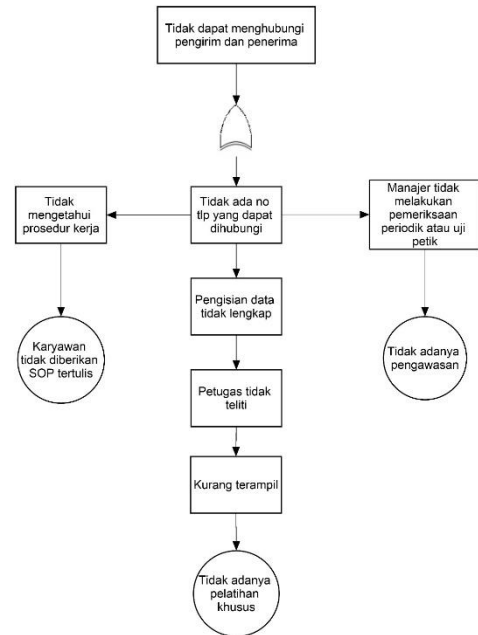 Tidak dapat menghubungi
pengirim dan penerima
Tidak
mengetahui
prosedur kerja
Tidak ada no
tlp yang dapat
dihubungi
Manajer tidak
melakukan
pemeriksaan
periodik atau uji
petik
Karyawan
tidak diberikan
SOP tertulis
Pengisian data
tidak lengkap
Tidak adanya
pengawasan
Petugas tidak
teliti
Kurang terampil
Tidak adanya
pelatihan
khusus